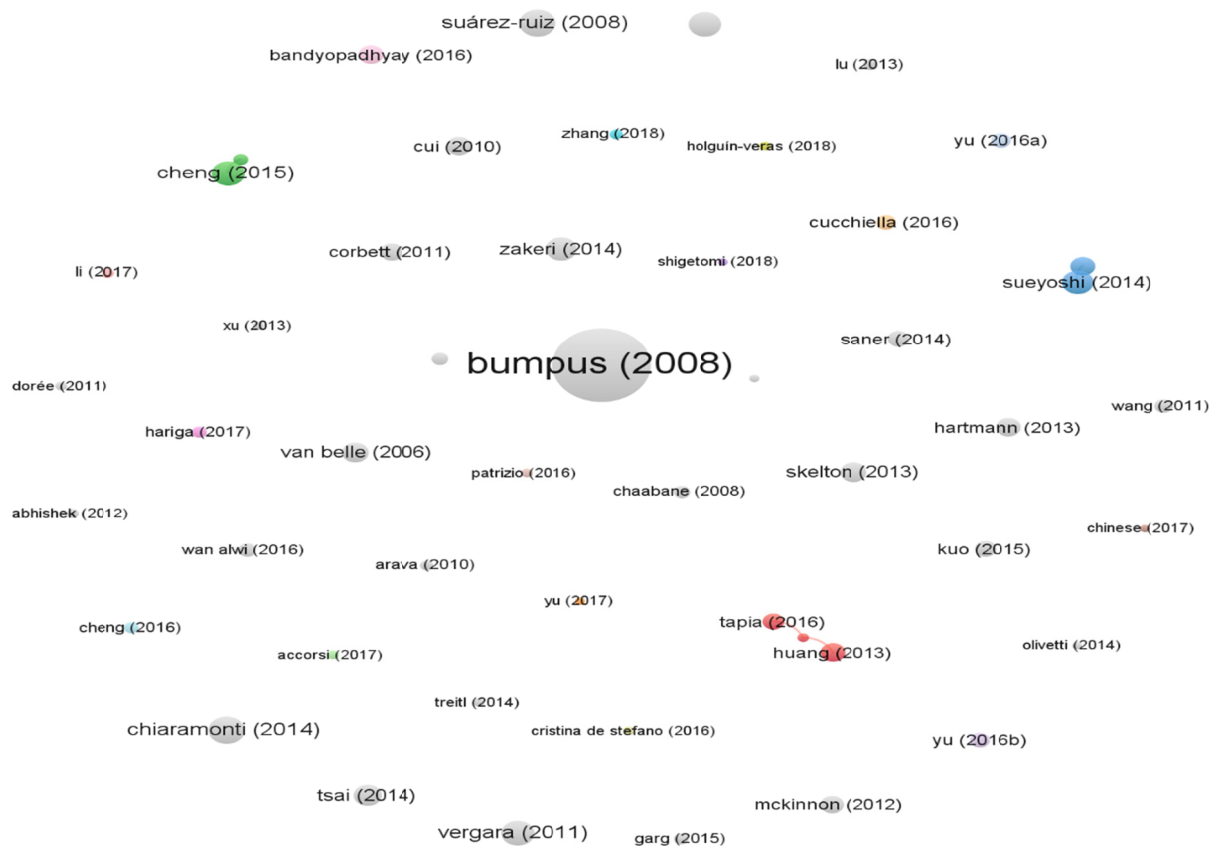 suárez-ruiz (2008)
bandyopadhyay (2016)
lu (2013)
zhang (2018)
cui (2010)
holguín-veras (2018)
yu (2016a)
cheng (2015)
cucchiella (2016)
corbett (2011)
zakeri (2014)
shigetomi (2018)
li (2017)
sueyoshi (2014)
xu (2013)
saner (2014)
bumpus (2008)
dorée (2011)
wang (2011)
hariga (2017)
hartmann (2013)
van belle (2006)
patrizio (2016)
skelton (2013)
chaabane (2008)
abhishek (2012)
chinese (2017)
wan alwi (2016)
kuo (2015)
arava (2010)
yu (2017)
cheng (2016)
tapia (2016)
olivetti (2014)
accorsi (2017)
huang (2013)
treitl (2014)
chiaramonti (2014)
cristina de stefano (2016)
yu (2016b)
tsai (2014)
mckinnon (2012)
vergara (2011)
garg (2015)